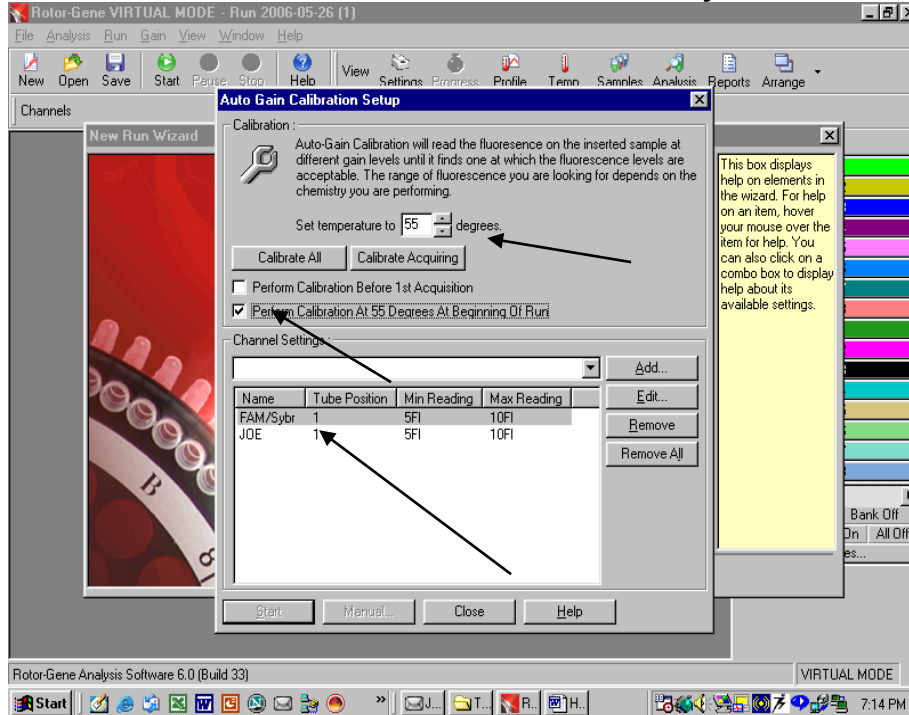 Rotor-Gene VIRTUAL MODE - Run 2006-05-26 (1)
File Analysis Run Gain View Window Help
New Open Save Start Pause Stop Help View Settings Progress Profile Temp Samples Analysis Reports Arrange
Channels
New Run Wizard
Auto Gain Calibration Setup
Calibration :
Auto-Gain Calibration will read the fluoresence on the inserted sample at
different gain levels until it finds one at which the fluorescence levels are
acceptable. The range of fluorescence you are looking for depends on the
chemistry you are performing.
Set temperature to 55 degrees.
Calibrate All Calibrate Acquiring
Perform Calibration Before 1st Acquisition
Perform Calibration At 55 Degrees At Beginning Of Run
Channel Settings :
Add...
Name Tube Position Min Reading Max Reading
Edit...
FAM/Sybr 1 5Fl 10Fl
Remove
JOE 1 5Fl 10Fl
Remove All
Start Manual... Close Help
This box displays
help on elements in
the wizard. For help
on an item, hover
your mouse over the
item for help. You
can also click on a
combo box to display
help about its
available settings.
Bank Off
On All Off
es...
B
Rotor-Gene Analysis Software 6.0 (Build 33)
VIRTUAL MODE
Start » J... T... R... H... 7:14 PM